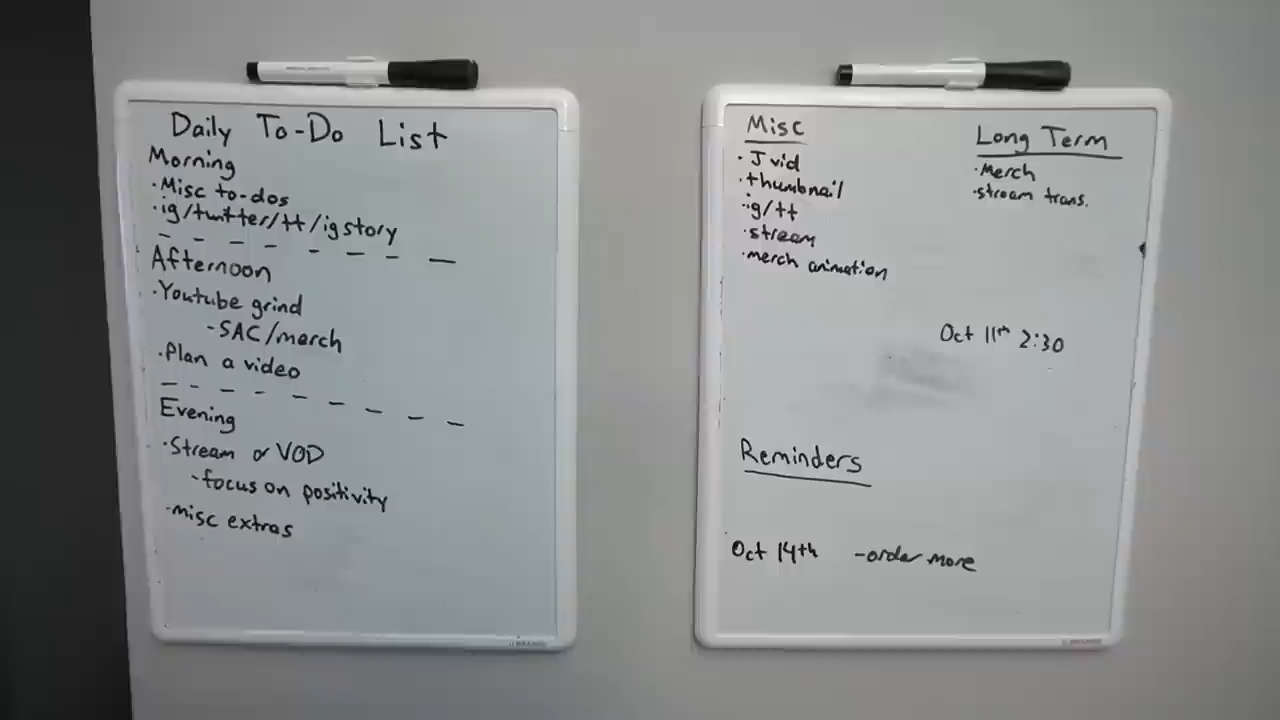 Daily To-Do List
Morning
·Misc to-dos
·ig/twitter/tt/ig story
Afternoon
·Youtube grind
-SAC/merch
·Plan a video
Evening
·Stream or VOD
-focus on positivity
·misc extras
Misc
·J vid
·thumbnail
·ig/tt
·stream
·merch animation
Long Term
·Merch
·stream trans.
Oct 11th 2:30
Reminders
Oct 14th -order more